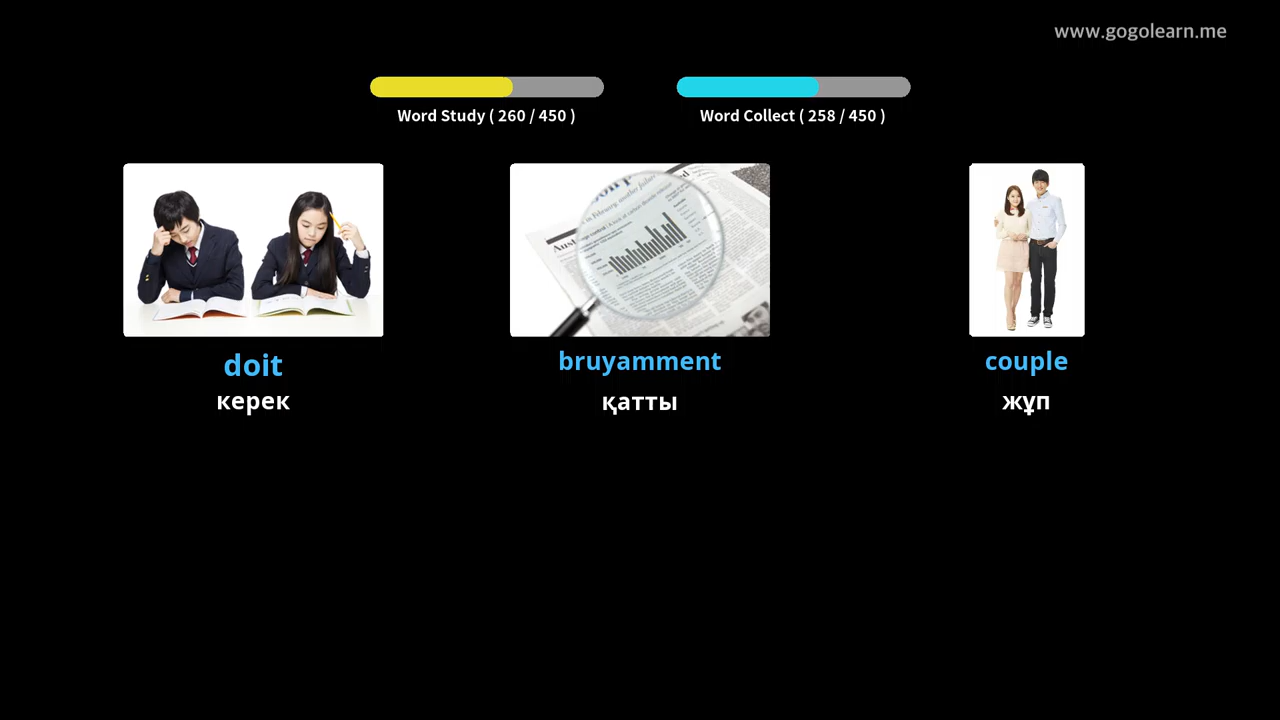 www.gogolearn.me
Word Study ( 260 / 450 )
Word Collect ( 258 / 450 )
doit
bruyamment
couple
керек
қатты
жұп